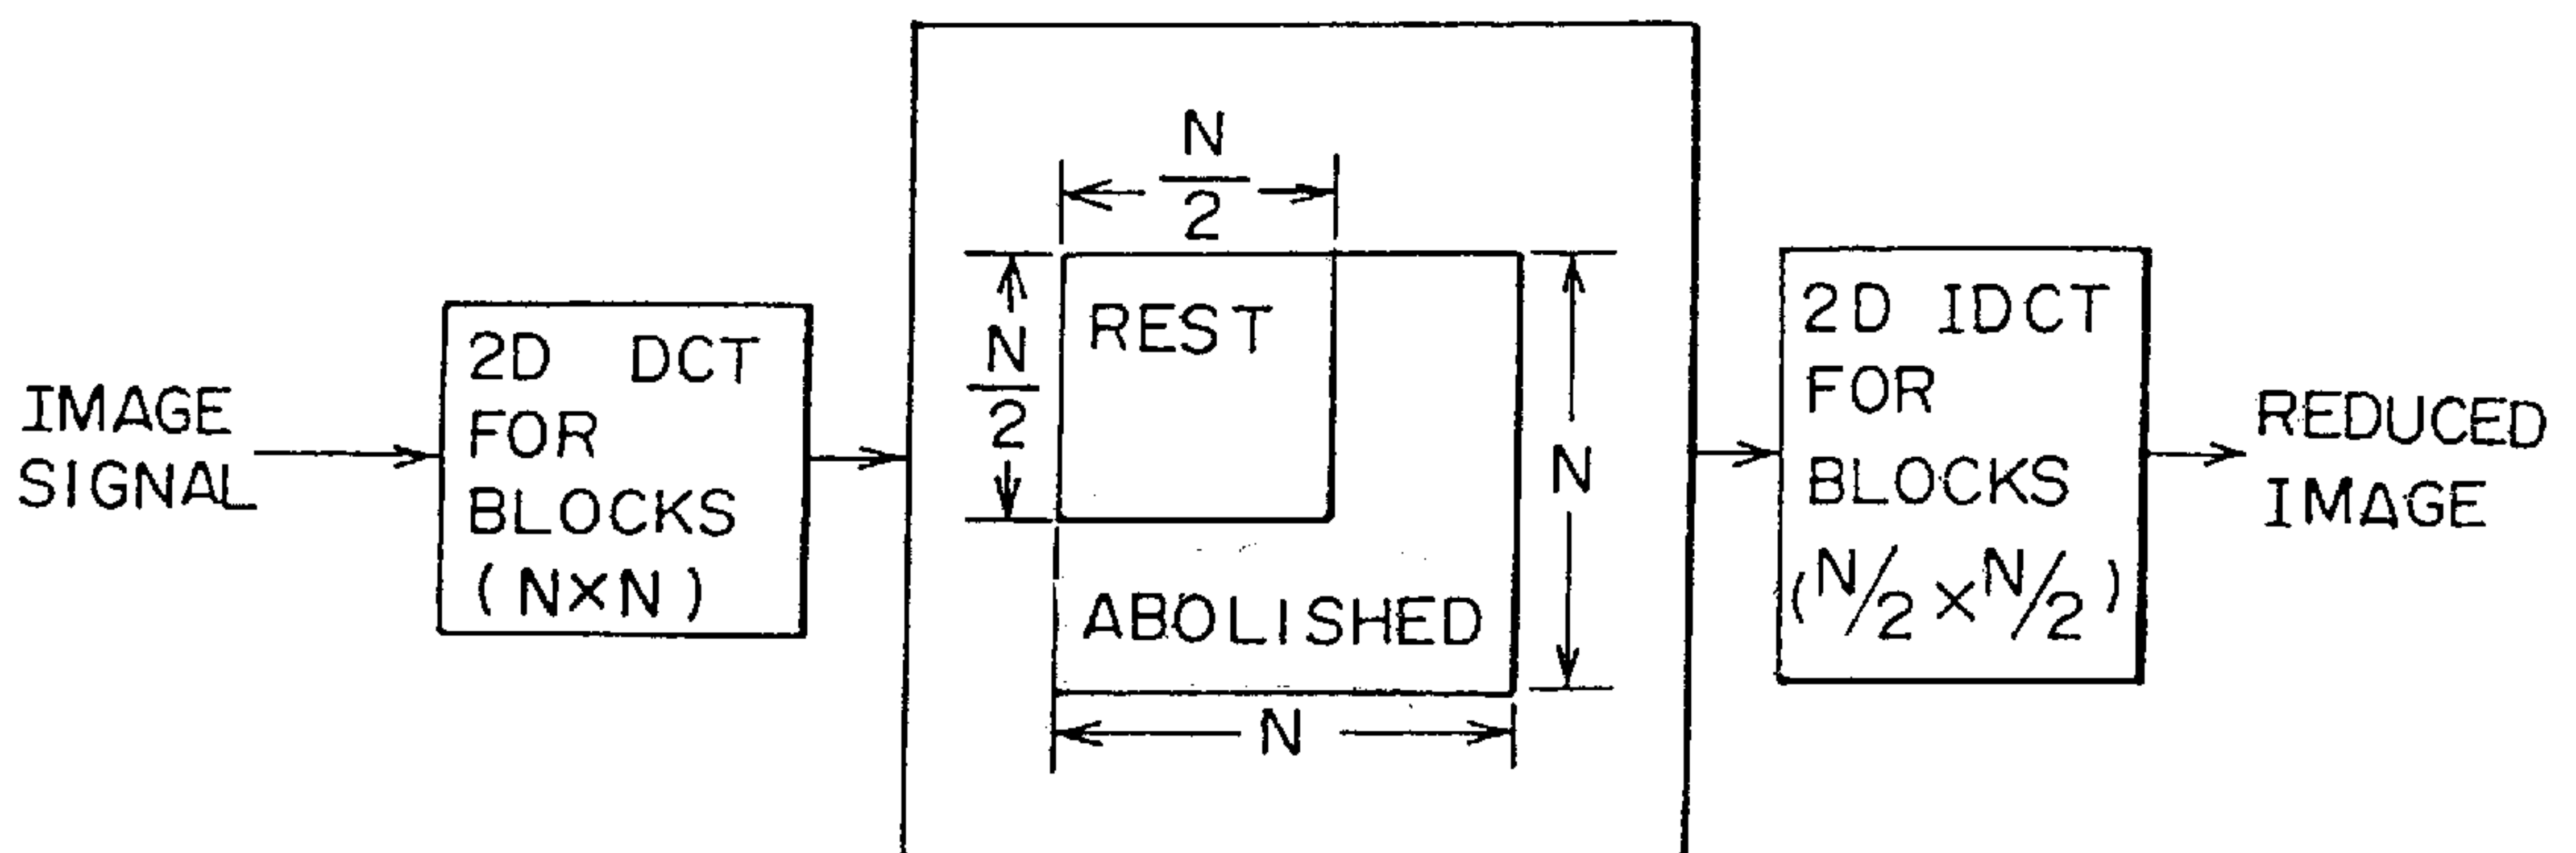 IMAGE
SIGNAL
2D DCT
FOR
BLOCKS
(N×N)
N
2
N
2
REST
ABOLISHED
N
N
2D IDCT
FOR
BLOCKS
(N/2×N/2)
REDUCED
IMAGE